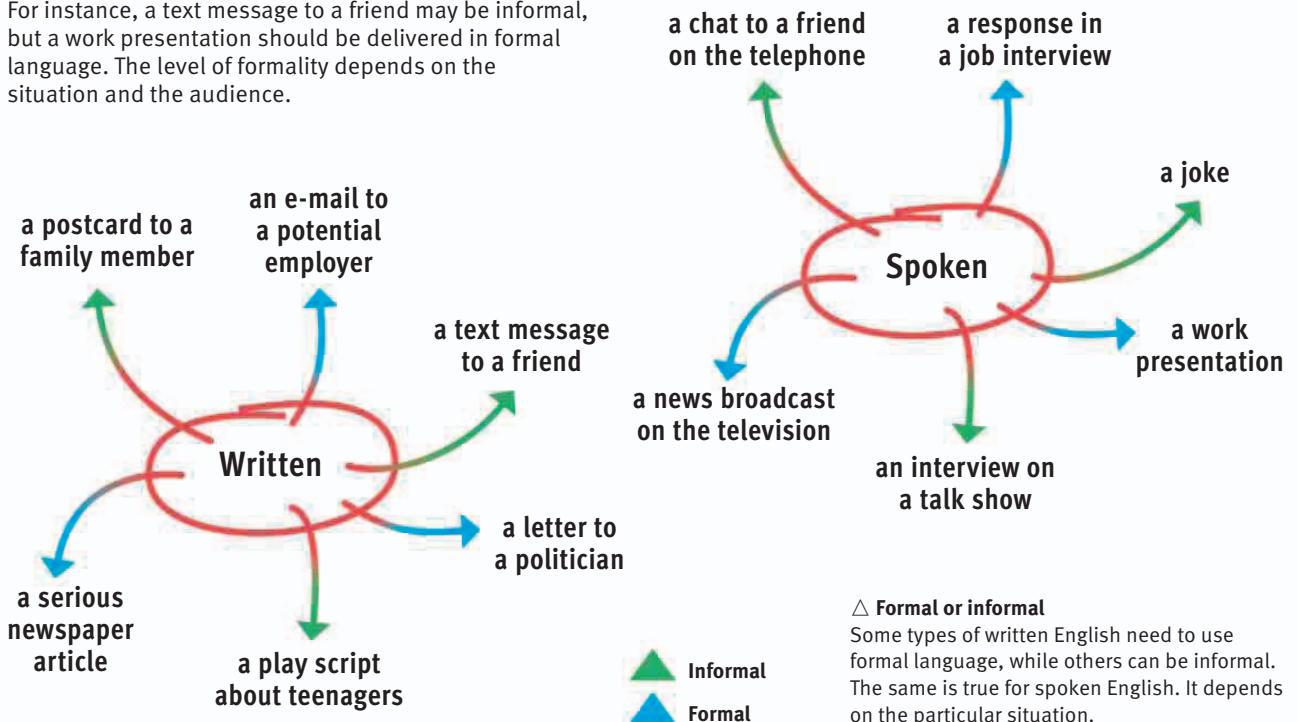 For instance, a text message to a friend may be informal,
but a work presentation should be delivered in formal
language. The level of formality depends on the
situation and the audience.
a postcard to a
family member
an e-mail to
a potential
employer
a text message
to a friend
Written
a letter to
a politician
a serious
newspaper
article
a play script
about teenagers
a chat to a friend
on the telephone
a response in
a job interview
a joke
Spoken
a work
presentation
a news broadcast
on the television
an interview on
a talk show
Informal
Formal
△ Formal or informal
Some types of written English need to use
formal language, while others can be informal.
The same is true for spoken English. It depends
on the particular situation.